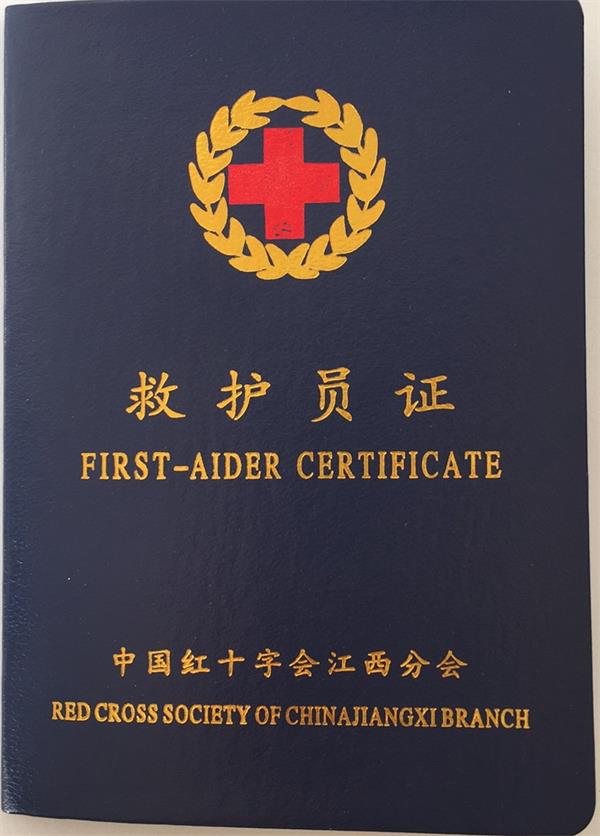 救护员证
FIRST-AIDER CERTIFICATE
中国红十字会江西分会
RED CROSS SOCIETY OF CHINAJIANGXI BRANCH